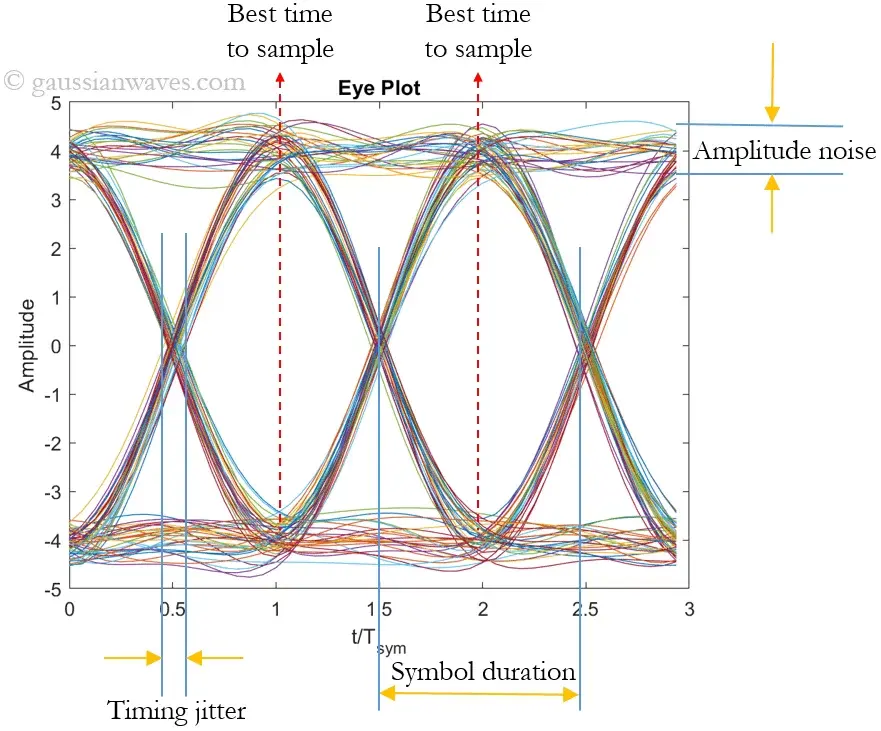 Best time
to sample
Best time
to sample
© gaussianwaves.com
Eye Plot
Amplitude noise
5
4
3
2
1
0
-1
-2
-3
-4
-5
Amplitude
0
0.5
1
1.5
2
2.5
3
t/Tsym
Symbol duration
Timing jitter